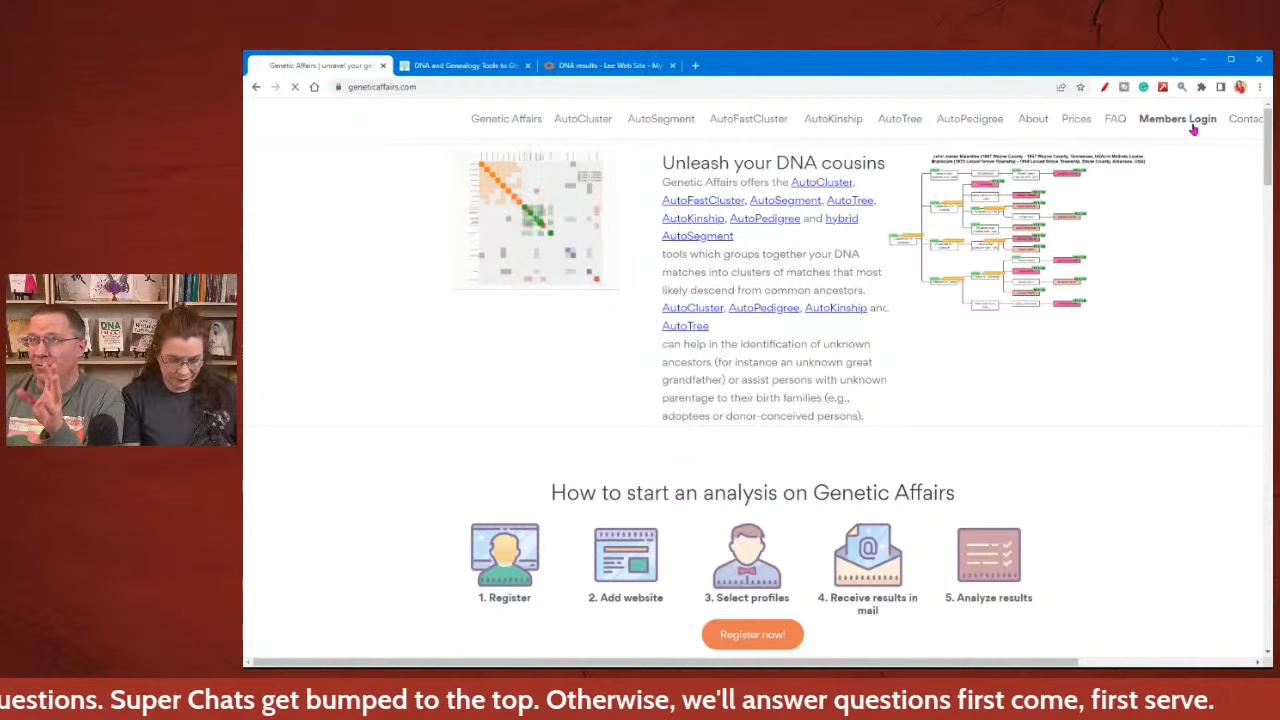 Genetic Affairs | unravel your ge
DNA and Genealogy Tools to
DNA results - Lee Web Site - My
geneticaffairs.com
Genetic Affairs AutoCluster AutoSegment AutoFastCluster AutoKinship AutoTree AutoPedigree About Prices FAQ Members Login Contac
Unleash your DNA cousins
Genetic Affairs offers the AutoCluster,
AutoFastCluster, AutoSegment, AutoTree,
AutoKinship, AutoPedigree and hybrid
AutoSegment
tools which groups together your DNA
matches into clusters of matches that most
likely descend from common ancestors.
AutoCluster, AutoPedigree, AutoKinship and
AutoTree
can help in the identification of unknown
ancestors (for instance an unknown great
grandfather) or assist persons with unknown
parentage to their birth families (e.g.,
adoptees or donor-conceived persons).
DNA
How to start an analysis on Genetic Affairs
1. Register
2. Add website
3. Select profiles
4. Receive results in
mail
5. Analyze results
Register now!
uestions. Super Chats get bumped to the top. Otherwise, we'll answer questions first come, first serve.